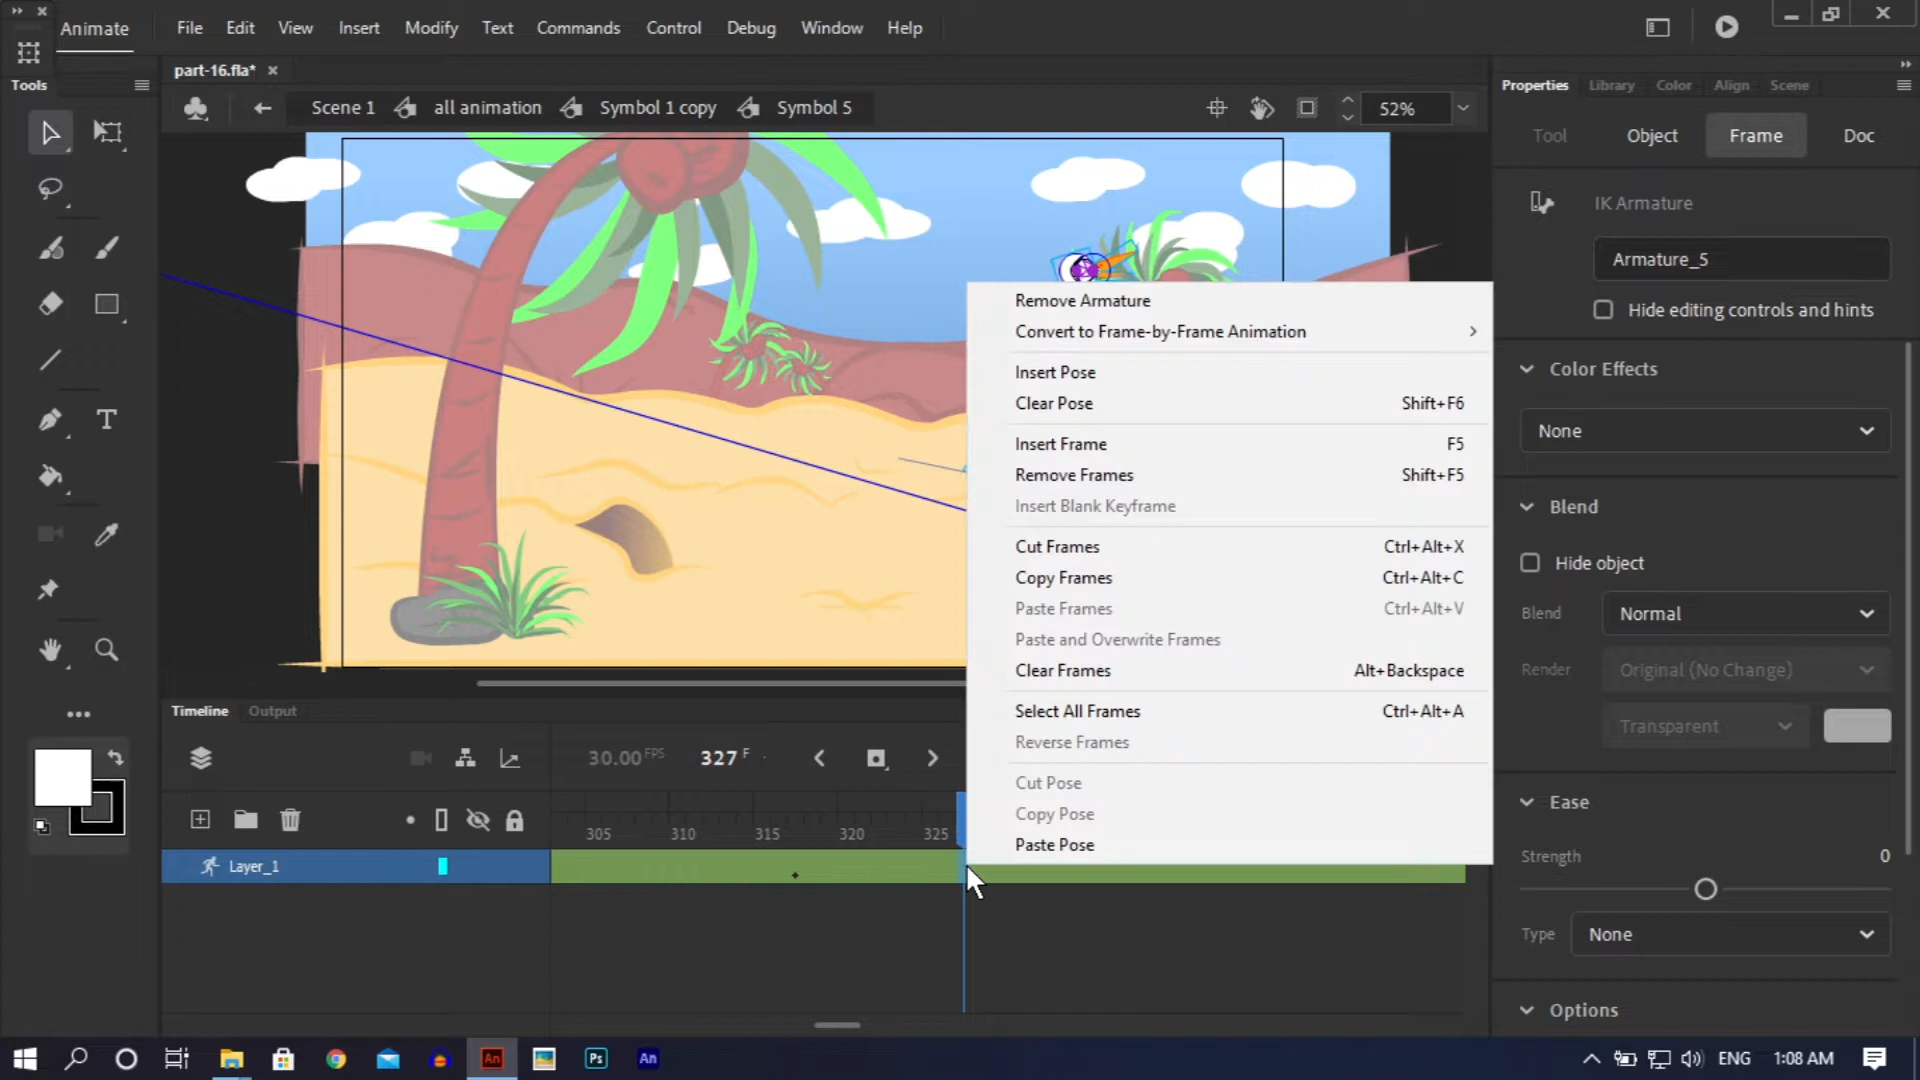 Animate
File Edit View Insert Modify Text Commands Control Debug Window Help
Tools
part-16.fla*
Properties Library Color Align Scene
Scene 1 all animation Symbol 1 copy Symbol 5 52%
Tool Object Frame Doc
IK Armature
Armature_5
Hide editing controls and hints
Color Effects
None
Blend
Hide object
Blend Normal
Render Original (No Change)
Transparent
Ease
Strength 0
Type None
Options
Remove Armature
Convert to Frame-by-Frame Animation
Insert Pose
Clear Pose Shift+F6
Insert Frame F5
Remove Frames Shift+F5
Insert Blank Keyframe
Cut Frames Ctrl+Alt+X
Copy Frames Ctrl+Alt+C
Paste Frames Ctrl+Alt+V
Paste and Overwrite Frames
Clear Frames Alt+Backspace
Select All Frames Ctrl+Alt+A
Reverse Frames
Cut Pose
Copy Pose
Paste Pose
Timeline Output
30.00 FPS 327 F
305 310 315 320 325
Layer_1
An Ps An
ENG 1:08 AM